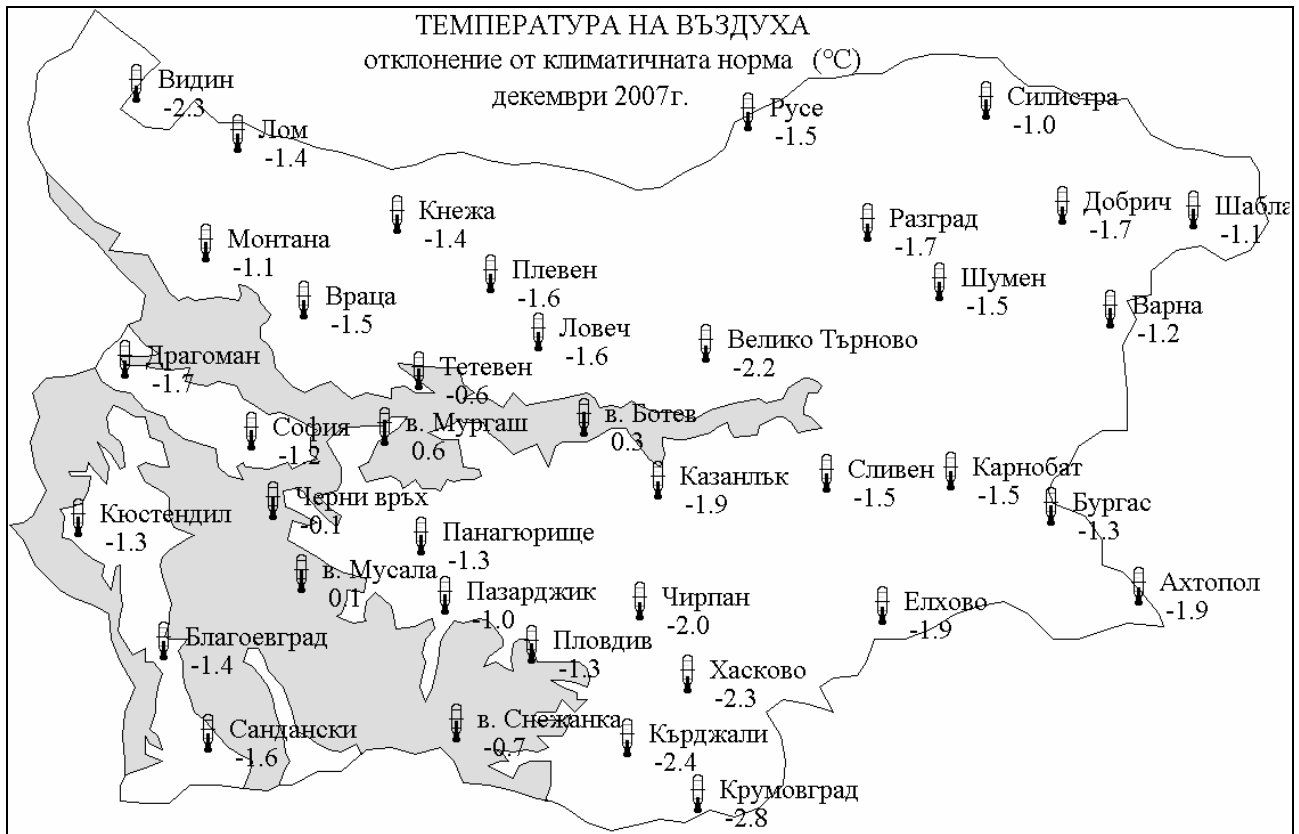 ТЕМПЕРАТУРА НА ВЪЗДУХА
отклонение от климатичната норма (°С)
декември 2007г.
Видин
-2.3
Лом
-1.4
Русе
-1.5
Силистра
-1.0
Кнежа
-1.4
Монтана
-1.1
Разград
-1.7
Добрич
-1.7
Шабла
-1.1
Плевен
-1.6
Враца
-1.5
Шумен
-1.5
Варна
-1.2
Ловеч
-1.6
Велико Търново
-2.2
Драгоман
-1.7
Тетевен
-0.6
София
-1.2
в. Мургаш
0.6
в. Ботев
0.3
Казанлък
-1.9
Сливен
-1.5
Карнобат
-1.5
Бургас
-1.3
Черни връх
-0.1
Кюстендил
-1.3
Панагюрище
-1.3
в. Мусала
0.1
Пазарджик
-1.0
Чирпан
-2.0
Елхово
-1.9
Ахтопол
-1.9
Благоевград
-1.4
Пловдив
-1.3
Хасково
-2.3
Сандански
-1.6
в. Снежанка
-0.7
Кърджали
-2.4
Крумовград
-2.8